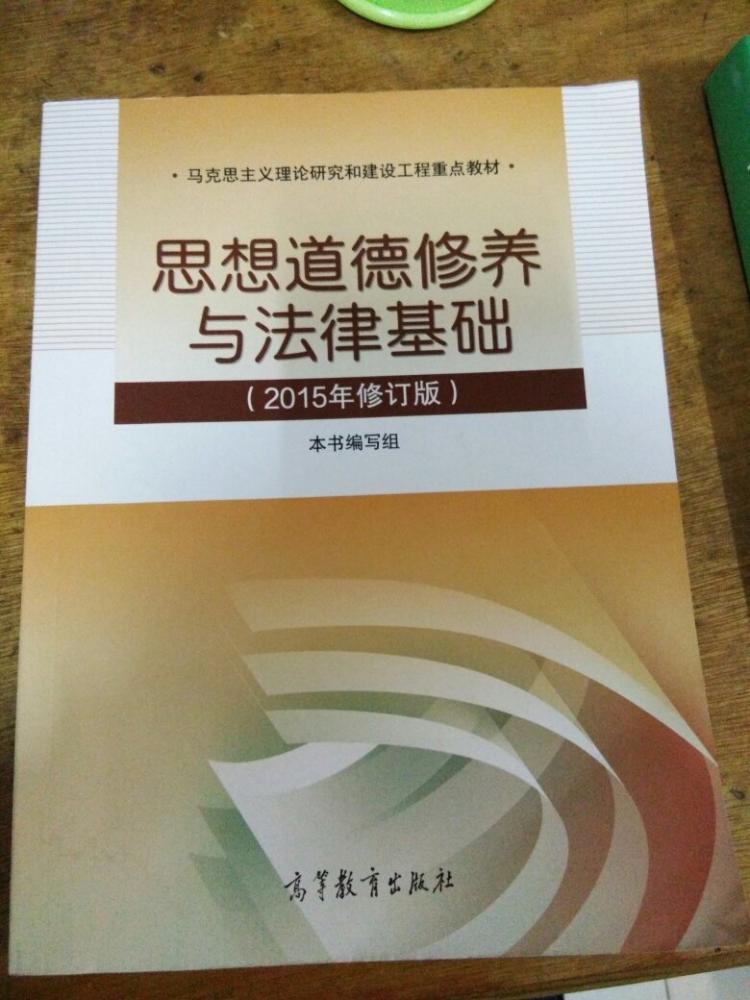 ·马克思主义理论研究和建设工程重点教材·
思想道德修养
与法律基础
（2015年修订版）
本书编写组
高等教育出版社